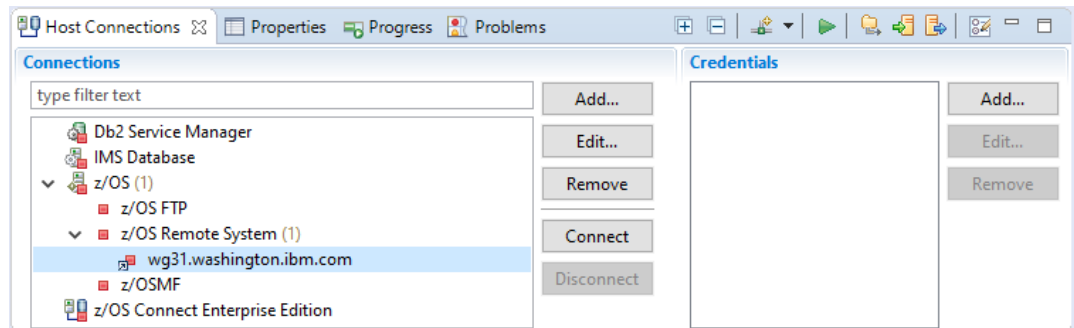 Host Connections Properties Progress Problems
Connections
type filter text
Db2 Service Manager
IMS Database
z/OS (1)
z/OS FTP
z/OS Remote System (1)
wg31.washington.ibm.com
z/OSMF
z/OS Connect Enterprise Edition
Add...
Edit...
Remove
Connect
Disconnect
Credentials
Add...
Edit...
Remove